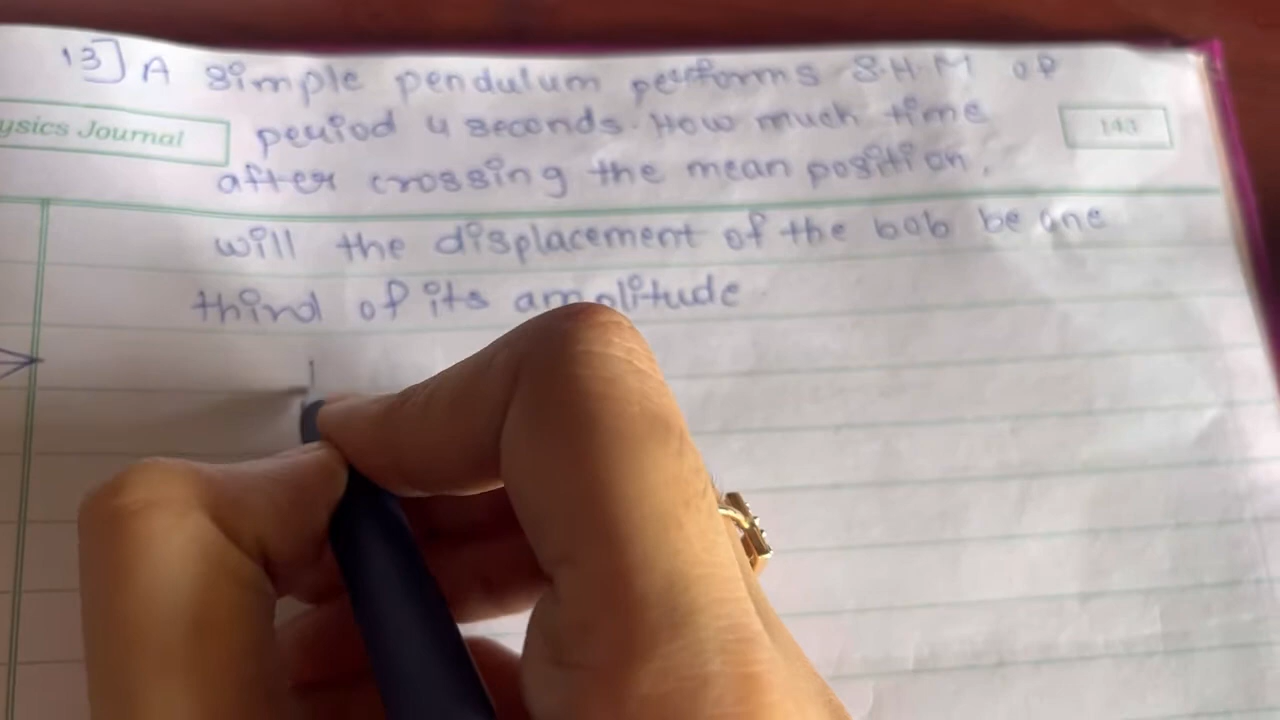 13] A simple pendulum performs S.H.M of
ysics Journal
period 4 seconds. How much time
143
after crossing the mean position,
will the displacement of the bob be one
third of its amplitude